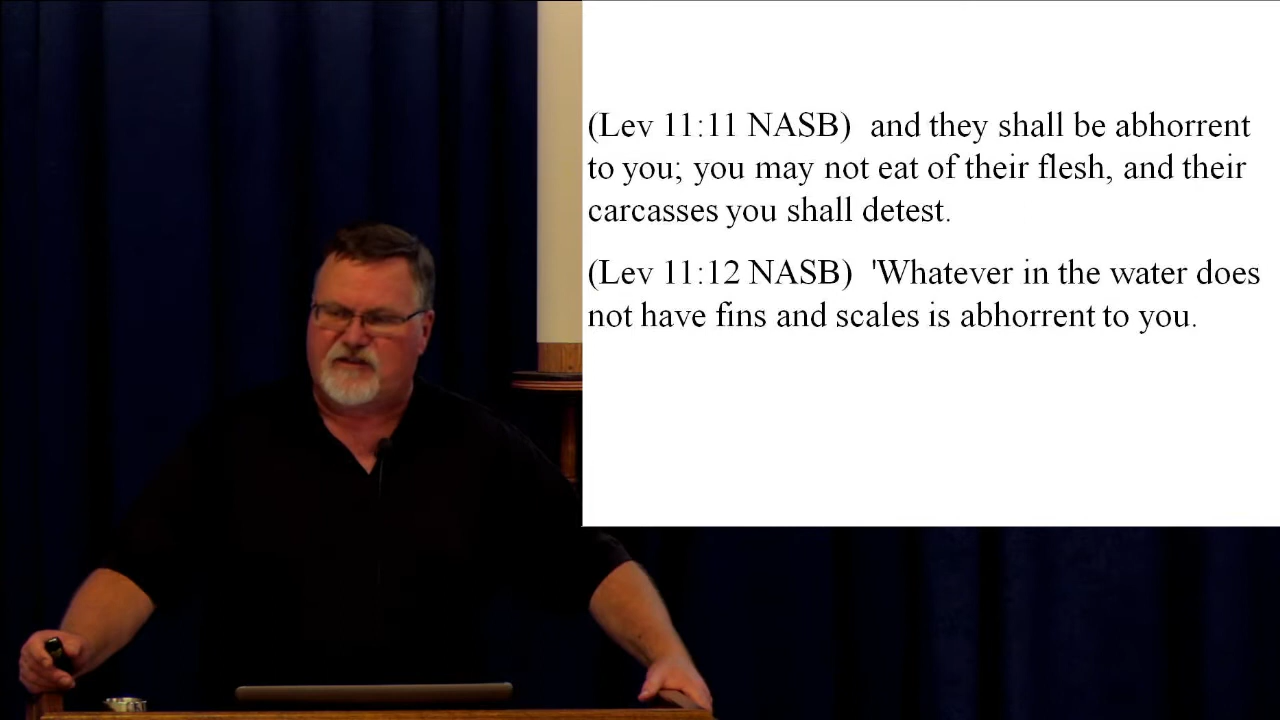 (Lev 11:11 NASB)  and they shall be abhorrent
to you; you may not eat of their flesh, and their
carcasses you shall detest.
(Lev 11:12 NASB)  'Whatever in the water does
not have fins and scales is abhorrent to you.